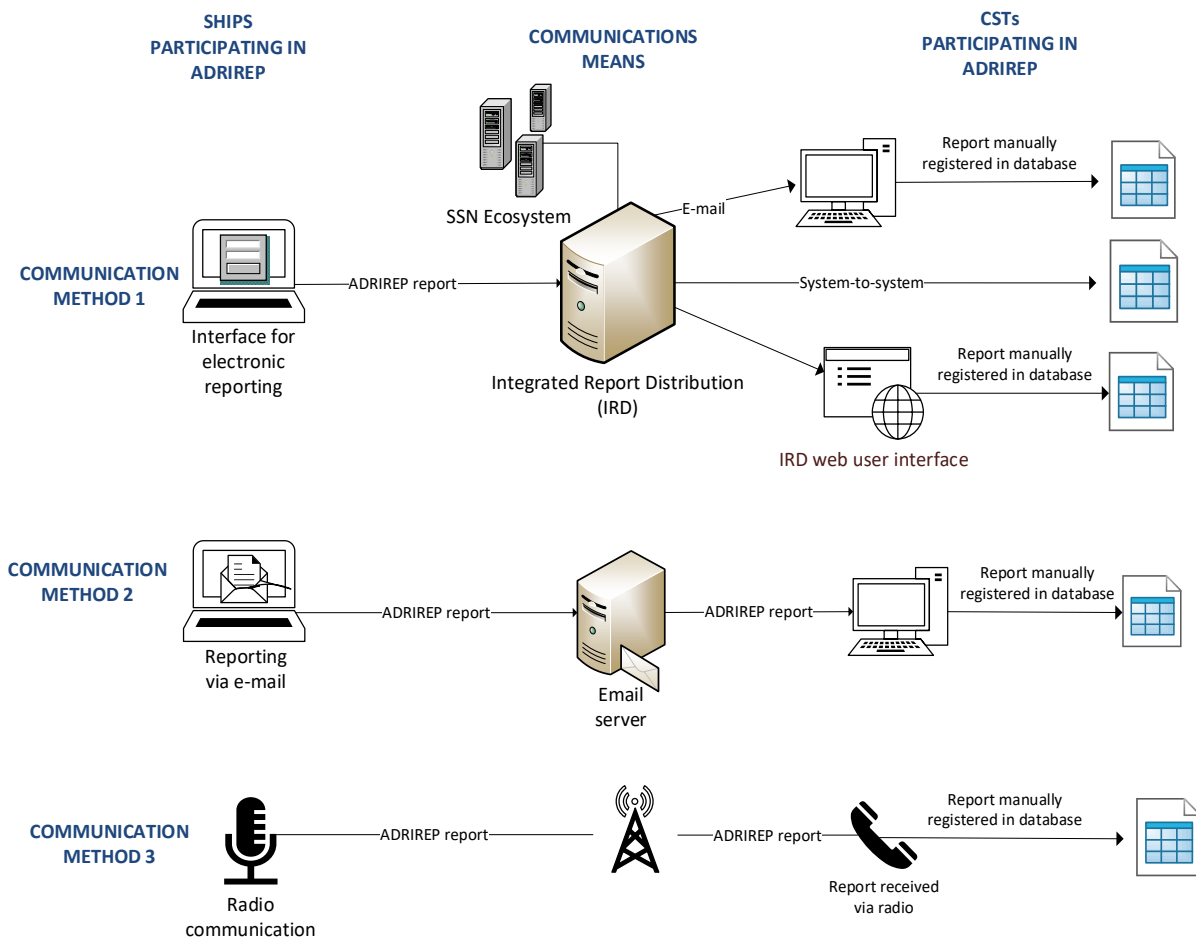 SHIPS
PARTICIPATING IN
ADRIREP
COMMUNICATIONS
MEANS
CSTs
PARTICIPATING IN
ADRIREP
SSN Ecosystem
E-mail
Report manually
registered in database
COMMUNICATION
METHOD 1
ADRIREP report
System-to-system
Interface for
electronic
reporting
Integrated Report Distribution
(IRD)
Report manually
registered in database
IRD web user interface
COMMUNICATION
METHOD 2
ADRIREP report
ADRIREP report
Report manually
registered in database
Reporting
via e-mail
Email
server
COMMUNICATION
METHOD 3
ADRIREP report
ADRIREP report
Report manually
registered in database
Radio
communication
Report received
via radio